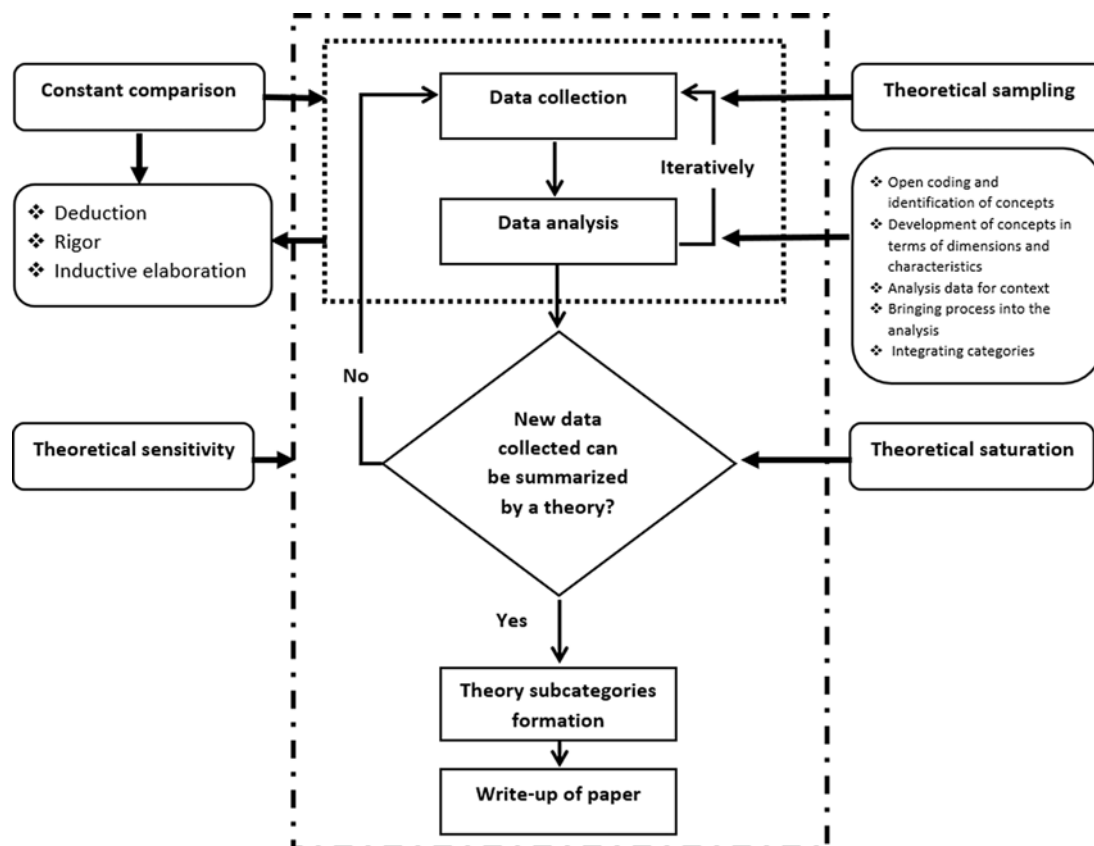 Constant comparison
Data collection
Theoretical sampling
Iteratively
❖ Deduction
❖ Rigor
❖ Inductive elaboration
Data analysis
❖ Open coding and
identification of concepts
❖ Development of concepts in
terms of dimensions and
characteristics
❖ Analysis data for context
❖ Bringing process into the
analysis
❖ Integrating categories
No
Theoretical sensitivity
New data
collected can
be summarized
by a theory?
Theoretical saturation
Yes
Theory subcategories
formation
Write-up of paper